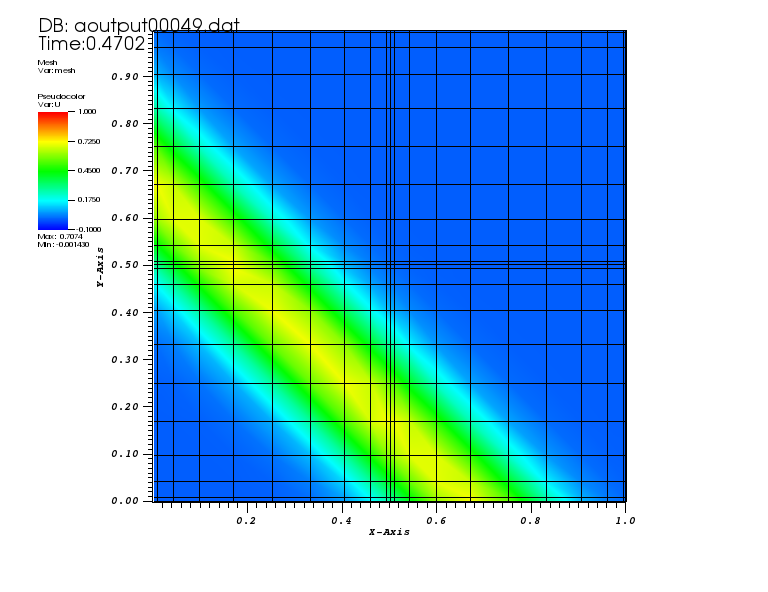 DB: aoutput00049.dat
Time:0.4702
Mesh
Var: mesh
Pseudocolor
Var: U
1.000
0.7250
0.4500
0.1750
-0.1000
Max: 0.7074
Min: -0.001430
0.90
0.80
0.70
0.60
0.50
0.40
0.30
0.20
0.10
0.00
Y-Axis
0.2
0.4
0.6
0.8
1.0
X-Axis